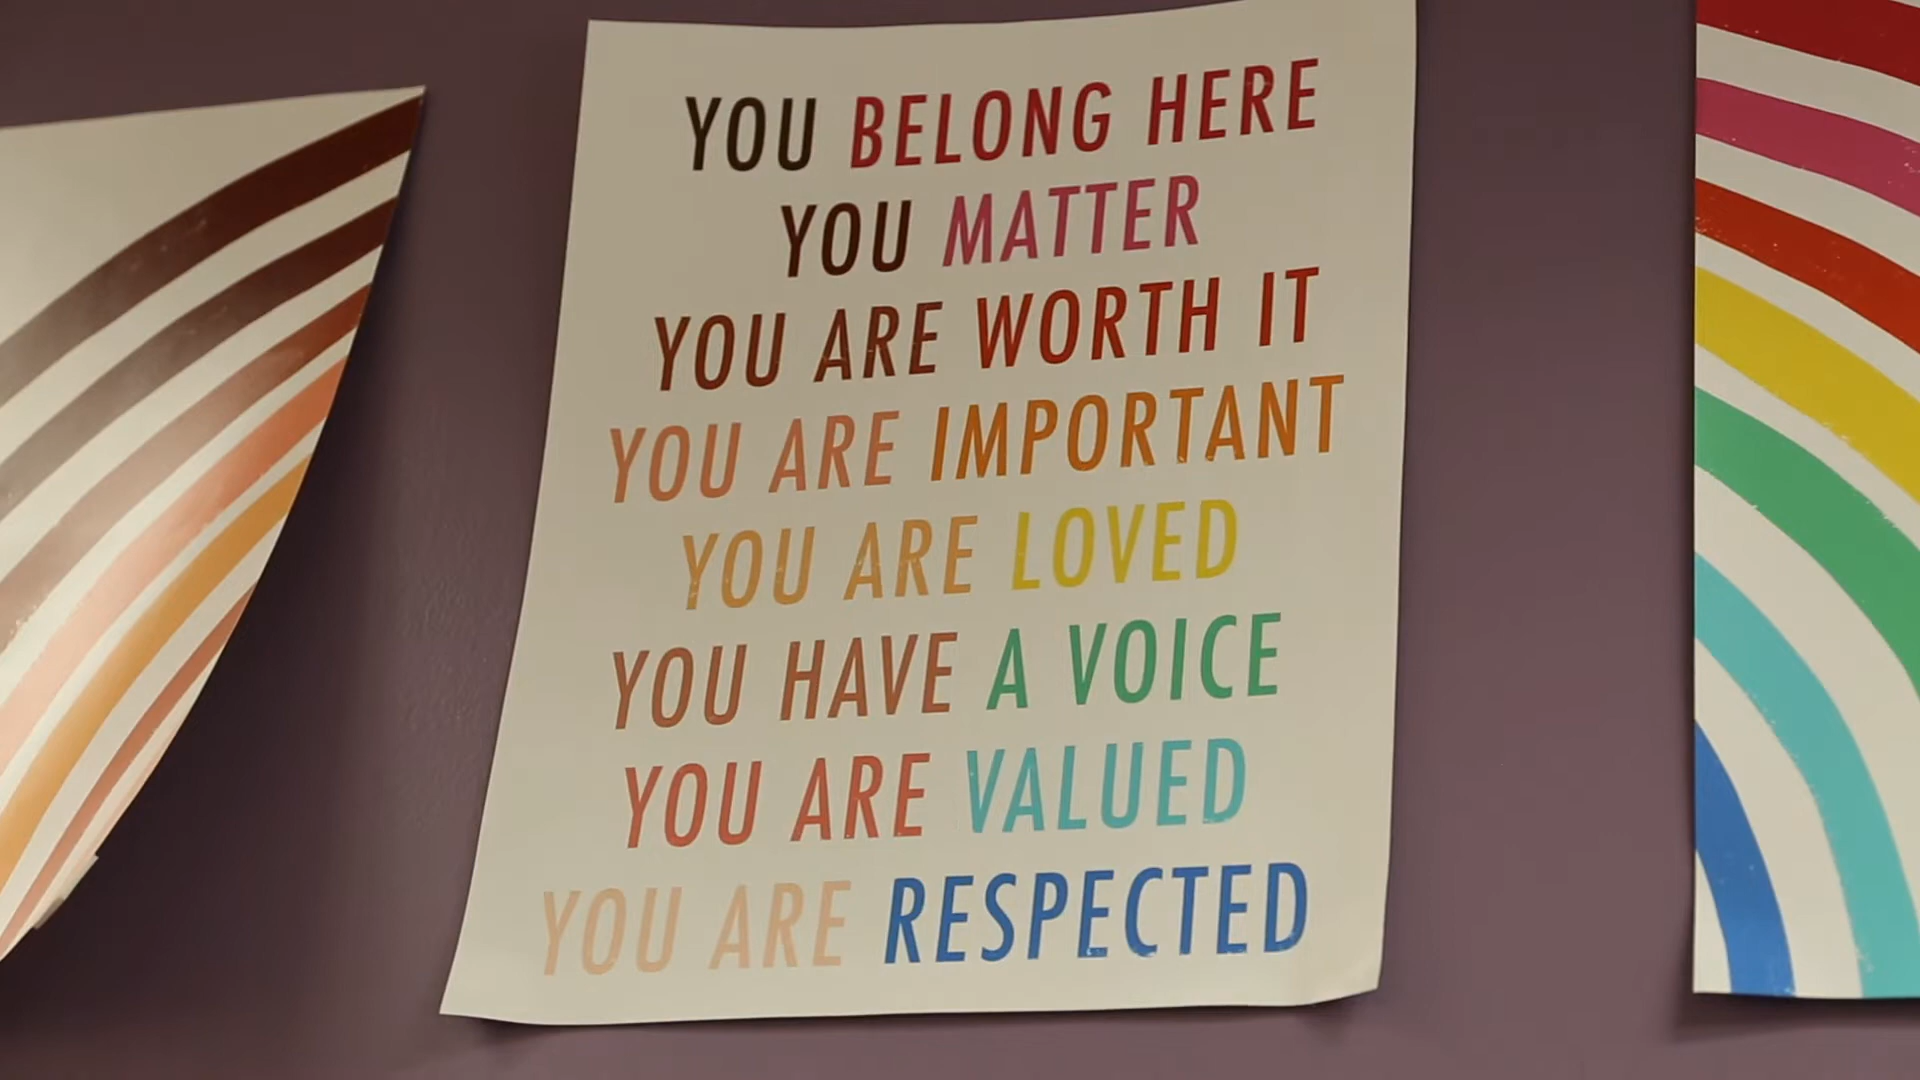 YOU BELONG HERE
YOU MATTER
YOU ARE WORTH IT
YOU ARE IMPORTANT
YOU ARE LOVED
YOU HAVE A VOICE
YOU ARE VALUED
YOU ARE RESPECTED